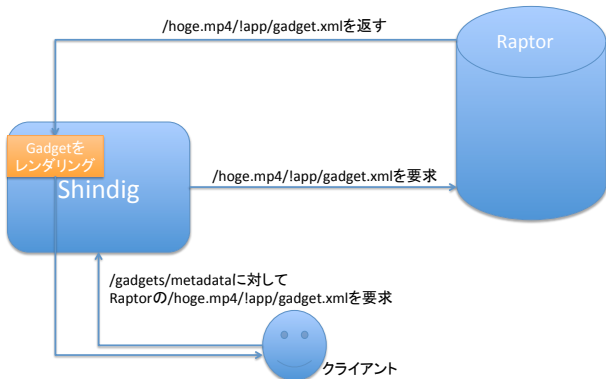 /hoge.mp4/!app/gadget.xmlを返す
Raptor
Gadgetを
レンダリング
Shindig
/hoge.mp4/!app/gadget.xmlを要求
/gadgets/metadataに対して
Raptorの/hoge.mp4/!app/gadget.xmlを要求
クライアント